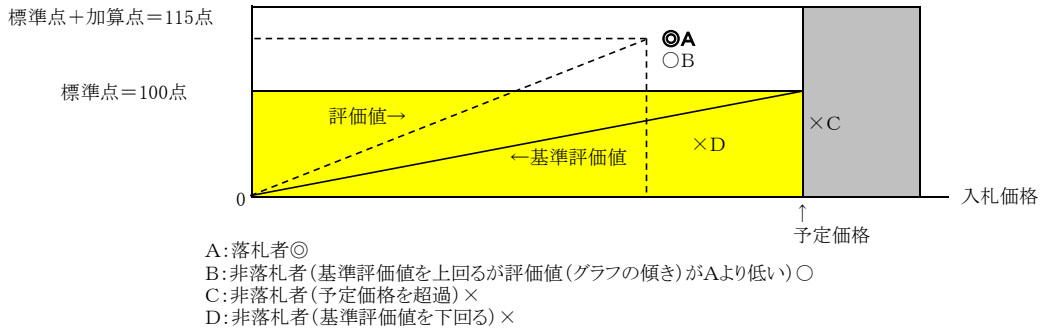 標準点＋加算点＝115点
◎A
○B
標準点＝100点
評価値→
×C
×D
←基準評価値
0
入札価格
↑
予定価格
A：落札者◎
B：非落札者（基準評価値を上回るが評価値（グラフの傾き）がAより低い）○
C：非落札者（予定価格を超過）×
D：非落札者（基準評価値を下回る）×